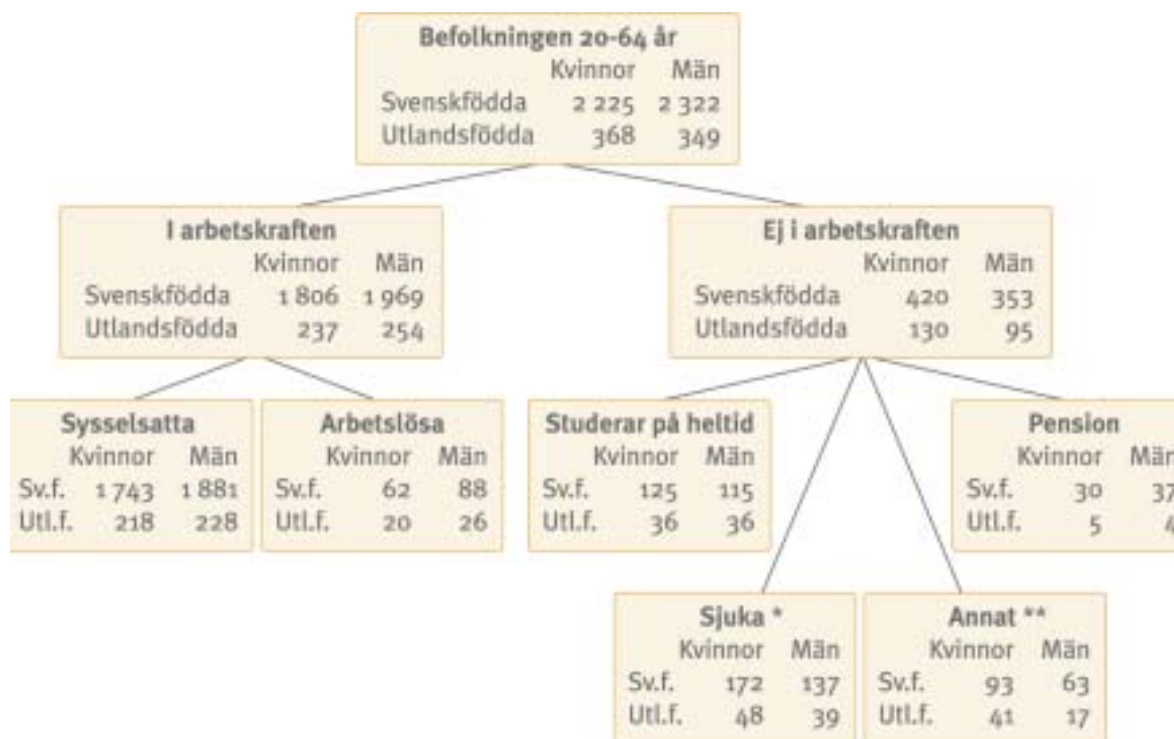 Befolkningen 20-64 år
Kvinnor Män
Svenskfödda 2 225 2 322
Utlandsfödda 368 349
I arbetskraften
Kvinnor Män
Svenskfödda 1 806 1 969
Utlandsfödda 237 254
Ej i arbetskraften
Kvinnor Män
Svenskfödda 420 353
Utlandsfödda 130 95
Sysselsatta
Kvinnor Män
Sv.f. 1 743 1 881
Utl.f. 218 228
Arbetslösa
Kvinnor Män
Sv.f. 62 88
Utl.f. 20 26
Studerar på heltid
Kvinnor Män
Sv.f. 125 115
Utl.f. 36 36
Pension
Kvinnor Män
Sv.f. 30 37
Utl.f. 5 4
Sjuka *
Kvinnor Män
Sv.f. 172 137
Utl.f. 48 39
Annat **
Kvinnor Män
Sv.f. 93 63
Utl.f. 41 17